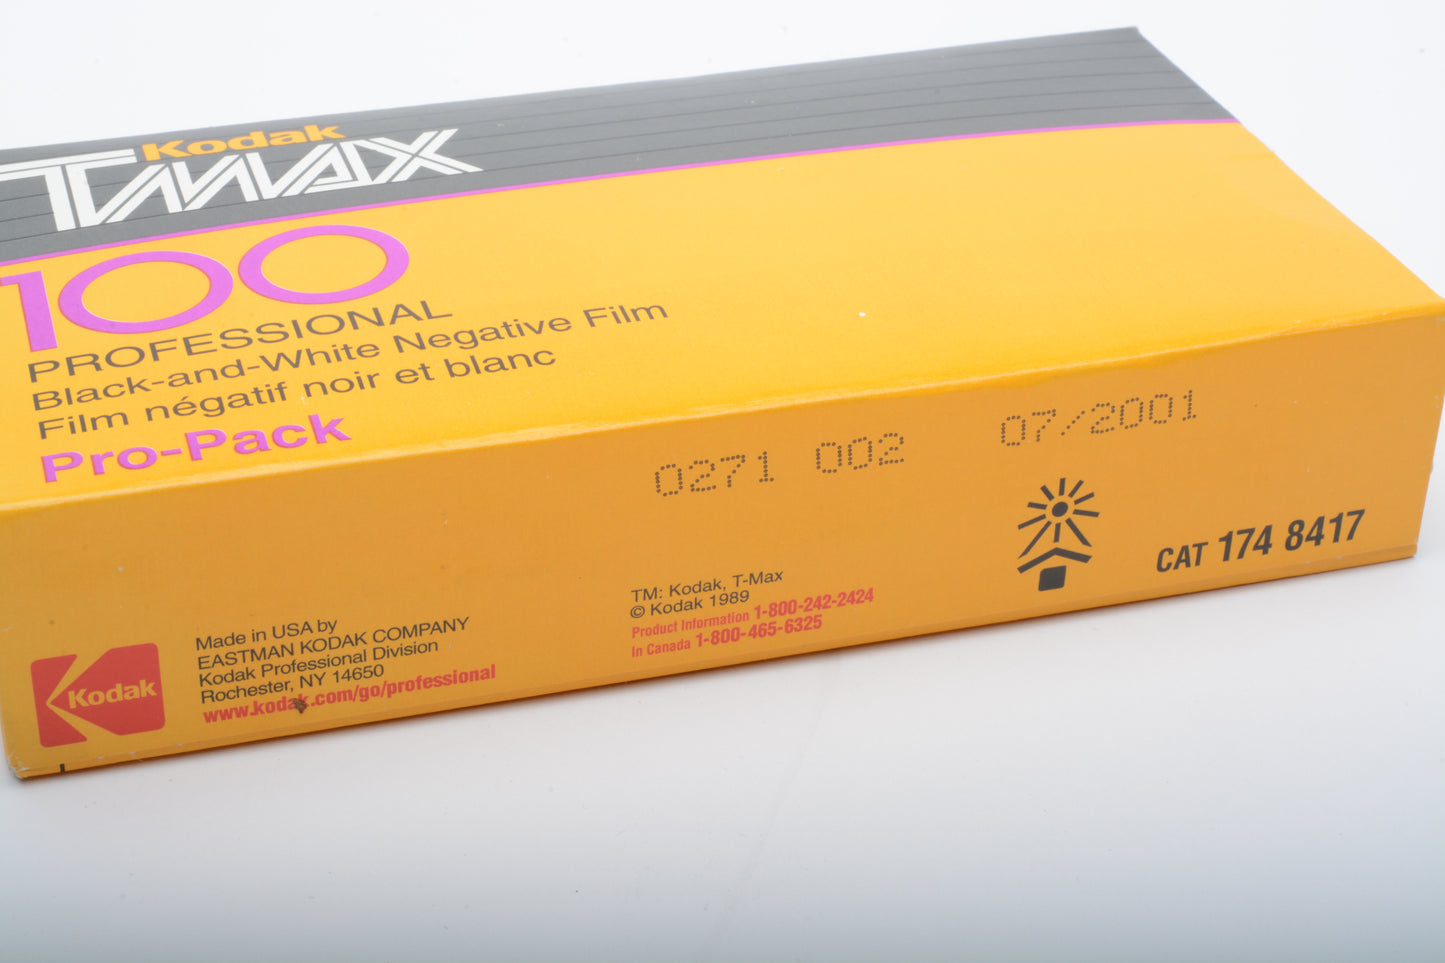 Kodak
TMAX
100
PROFESSIONAL
Black-and-White Negative Film
Film négatif noir et blanc
Pro-Pack
0271 002 07/2001
CAT 174 8417
Kodak
Made in USA by
EASTMAN KODAK COMPANY
Kodak Professional Division
Rochester, NY 14650
www.kodak.com/go/professional
TM: Kodak, T-Max
© Kodak 1989
Product Information 1-800-242-2424
In Canada 1-800-465-6325